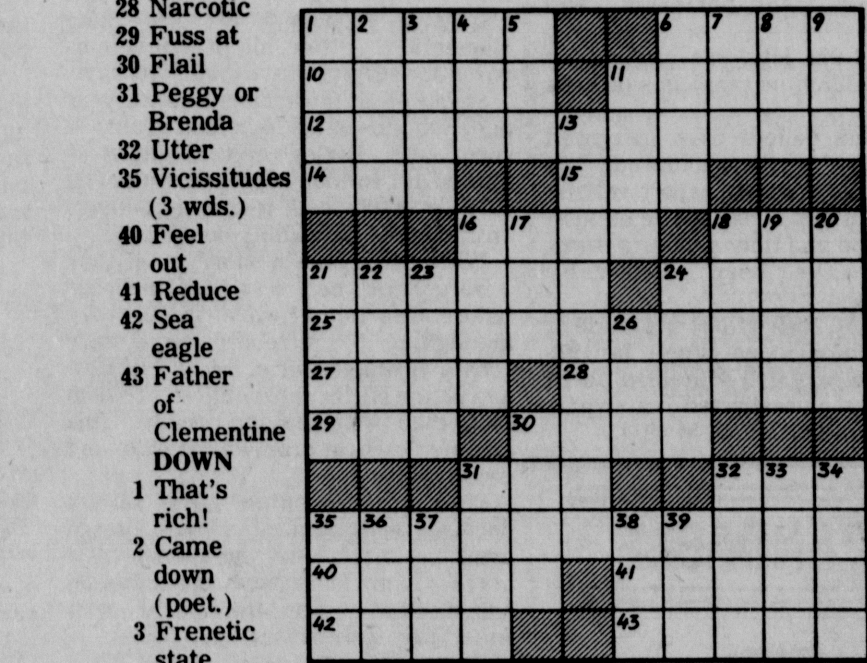 28 Narcotic
29 Fuss at
30 Flail
31 Peggy or
Brenda
32 Utter
35 Vicissitudes
(3 wds.)
40 Feel
out
41 Reduce
42 Sea
eagle
43 Father
of
Clementine
DOWN
1 That's
rich!
2 Came
down
(poet.)
3 Frenetic
state
1 2 3 4 5 6 7 8 9
10 11
12 13
14 15
16 17 18 19 20
21 22 23 24
25 26
27 28
29 30
31 32 33 34
35 36 37 38 39
40 41
42 43